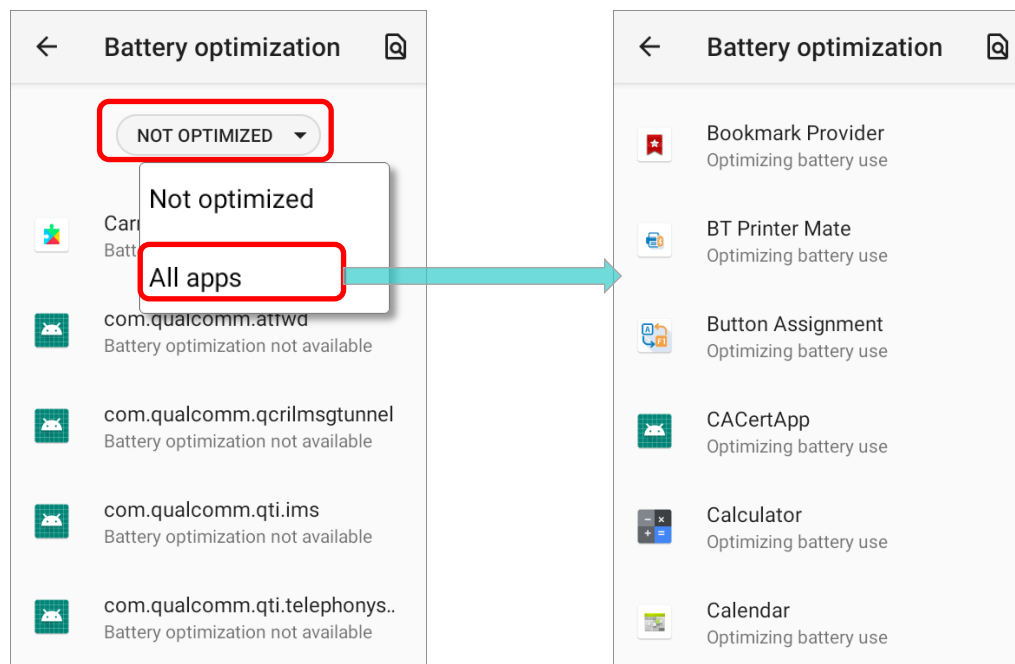 Battery optimization
NOT OPTIMIZED
Not optimized
All apps
com.qualcomm.atfwd
Battery optimization not available
com.qualcomm.qcrilmsgtunnel
Battery optimization not available
com.qualcomm.qti.ims
Battery optimization not available
com.qualcomm.qti.telephonys..
Battery optimization not available
Battery optimization
Bookmark Provider
Optimizing battery use
BT Printer Mate
Optimizing battery use
Button Assignment
Optimizing battery use
CACertApp
Optimizing battery use
Calculator
Optimizing battery use
Calendar
Optimizing battery use